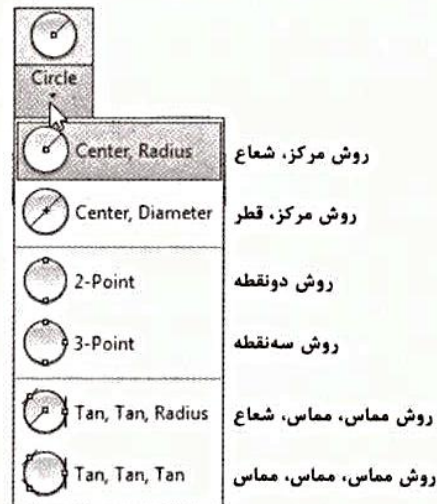 Circle
Center, Radius روش مرکز، شعاع
Center, Diameter روش مرکز، قطر
2-Point روش دونقطه
3-Point روش سه‌نقطه
Tan, Tan, Radius روش مماس، مماس، شعاع
Tan, Tan, Tan روش مماس، مماس، مماس